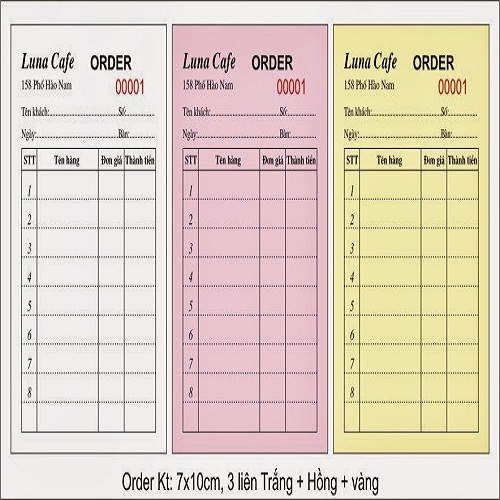 Luna Cafe ORDER
158 Phố Hào Nam 00001
Tên khách:........................ Số:............
Ngày:........................ Bàn:............
STT Tên hàng Đơn giá Thành tiền
1
2
3
4
5
6
7
8
Luna Cafe ORDER
158 Phố Hào Nam 00001
Tên khách:........................ Số:............
Ngày:........................ Bàn:............
STT Tên hàng Đơn giá Thành tiền
1
2
3
4
5
6
7
8
Luna Cafe ORDER
158 Phố Hào Nam 00001
Tên khách:........................ Số:............
Ngày:........................ Bàn:............
STT Tên hàng Đơn giá Thành tiền
1
2
3
4
5
6
7
8
Order Kt: 7x10cm, 3 liên Trắng + Hồng + vàng